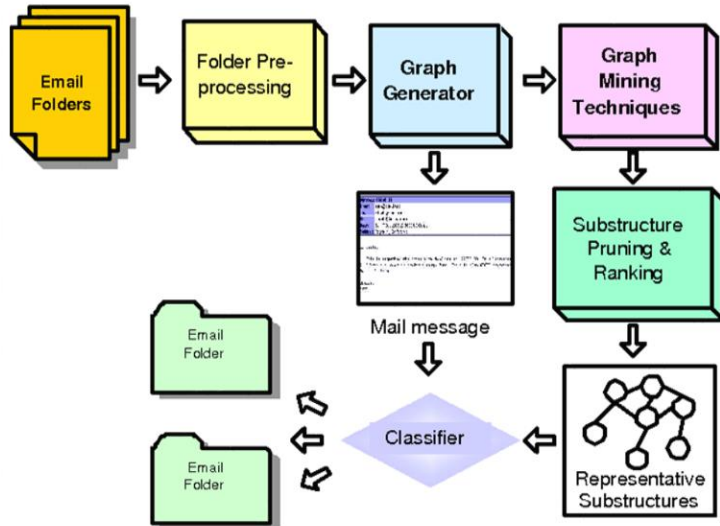 Email
Folders
Folder Pre-
processing
Graph
Generator
Graph
Mining
Techniques
Substructure
Pruning &
Ranking
Mail message
Email
Folder
Classifier
Email
Folder
Representative
Substructures